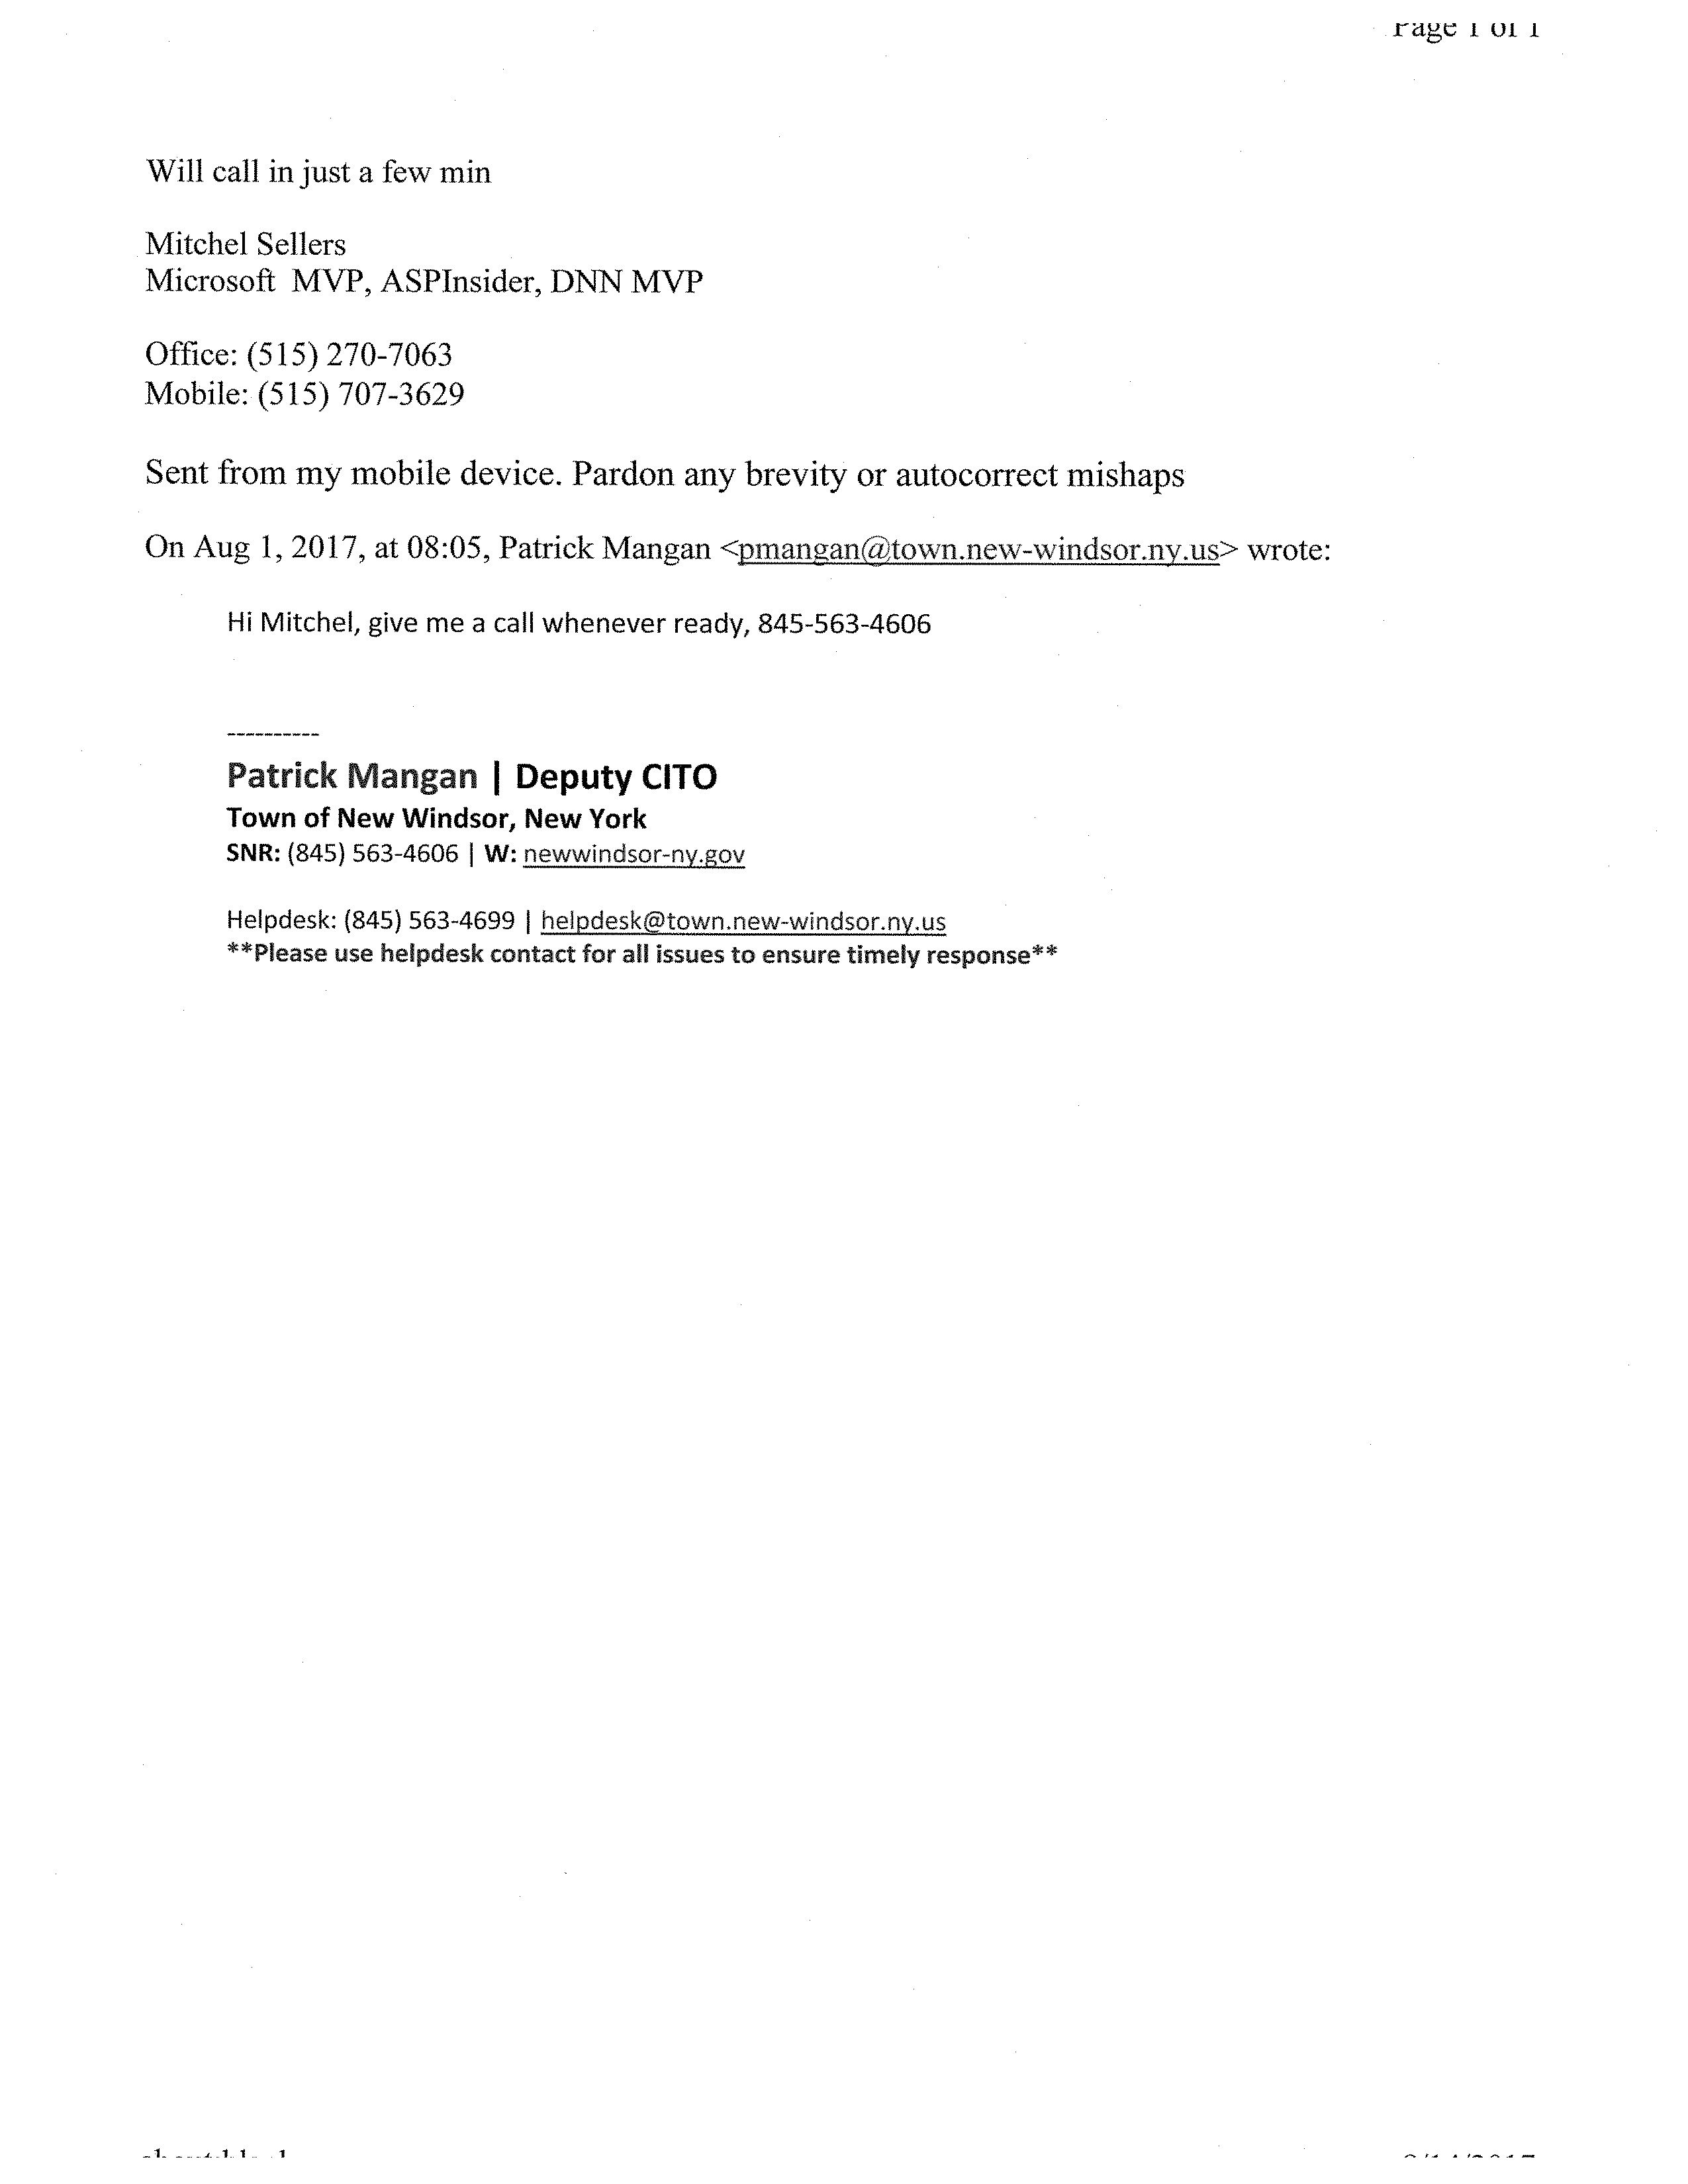 Page 1 of 1
Will call in just a few min
Mitchel Sellers
Microsoft MVP, ASPInsider, DNN MVP
Office: (515) 270-7063
Mobile: (515) 707-3629
Sent from my mobile device. Pardon any brevity or autocorrect mishaps
On Aug 1, 2017, at 08:05, Patrick Mangan <pmangan@town.new-windsor.ny.us> wrote:
Hi Mitchel, give me a call whenever ready, 845-563-4606
----------
Patrick Mangan | Deputy CITO
Town of New Windsor, New York
SNR: (845) 563-4606 | W: newwindsor-ny.gov
Helpdesk: (845) 563-4699 | helpdesk@town.new-windsor.ny.us
**Please use helpdesk contact for all issues to ensure timely response**